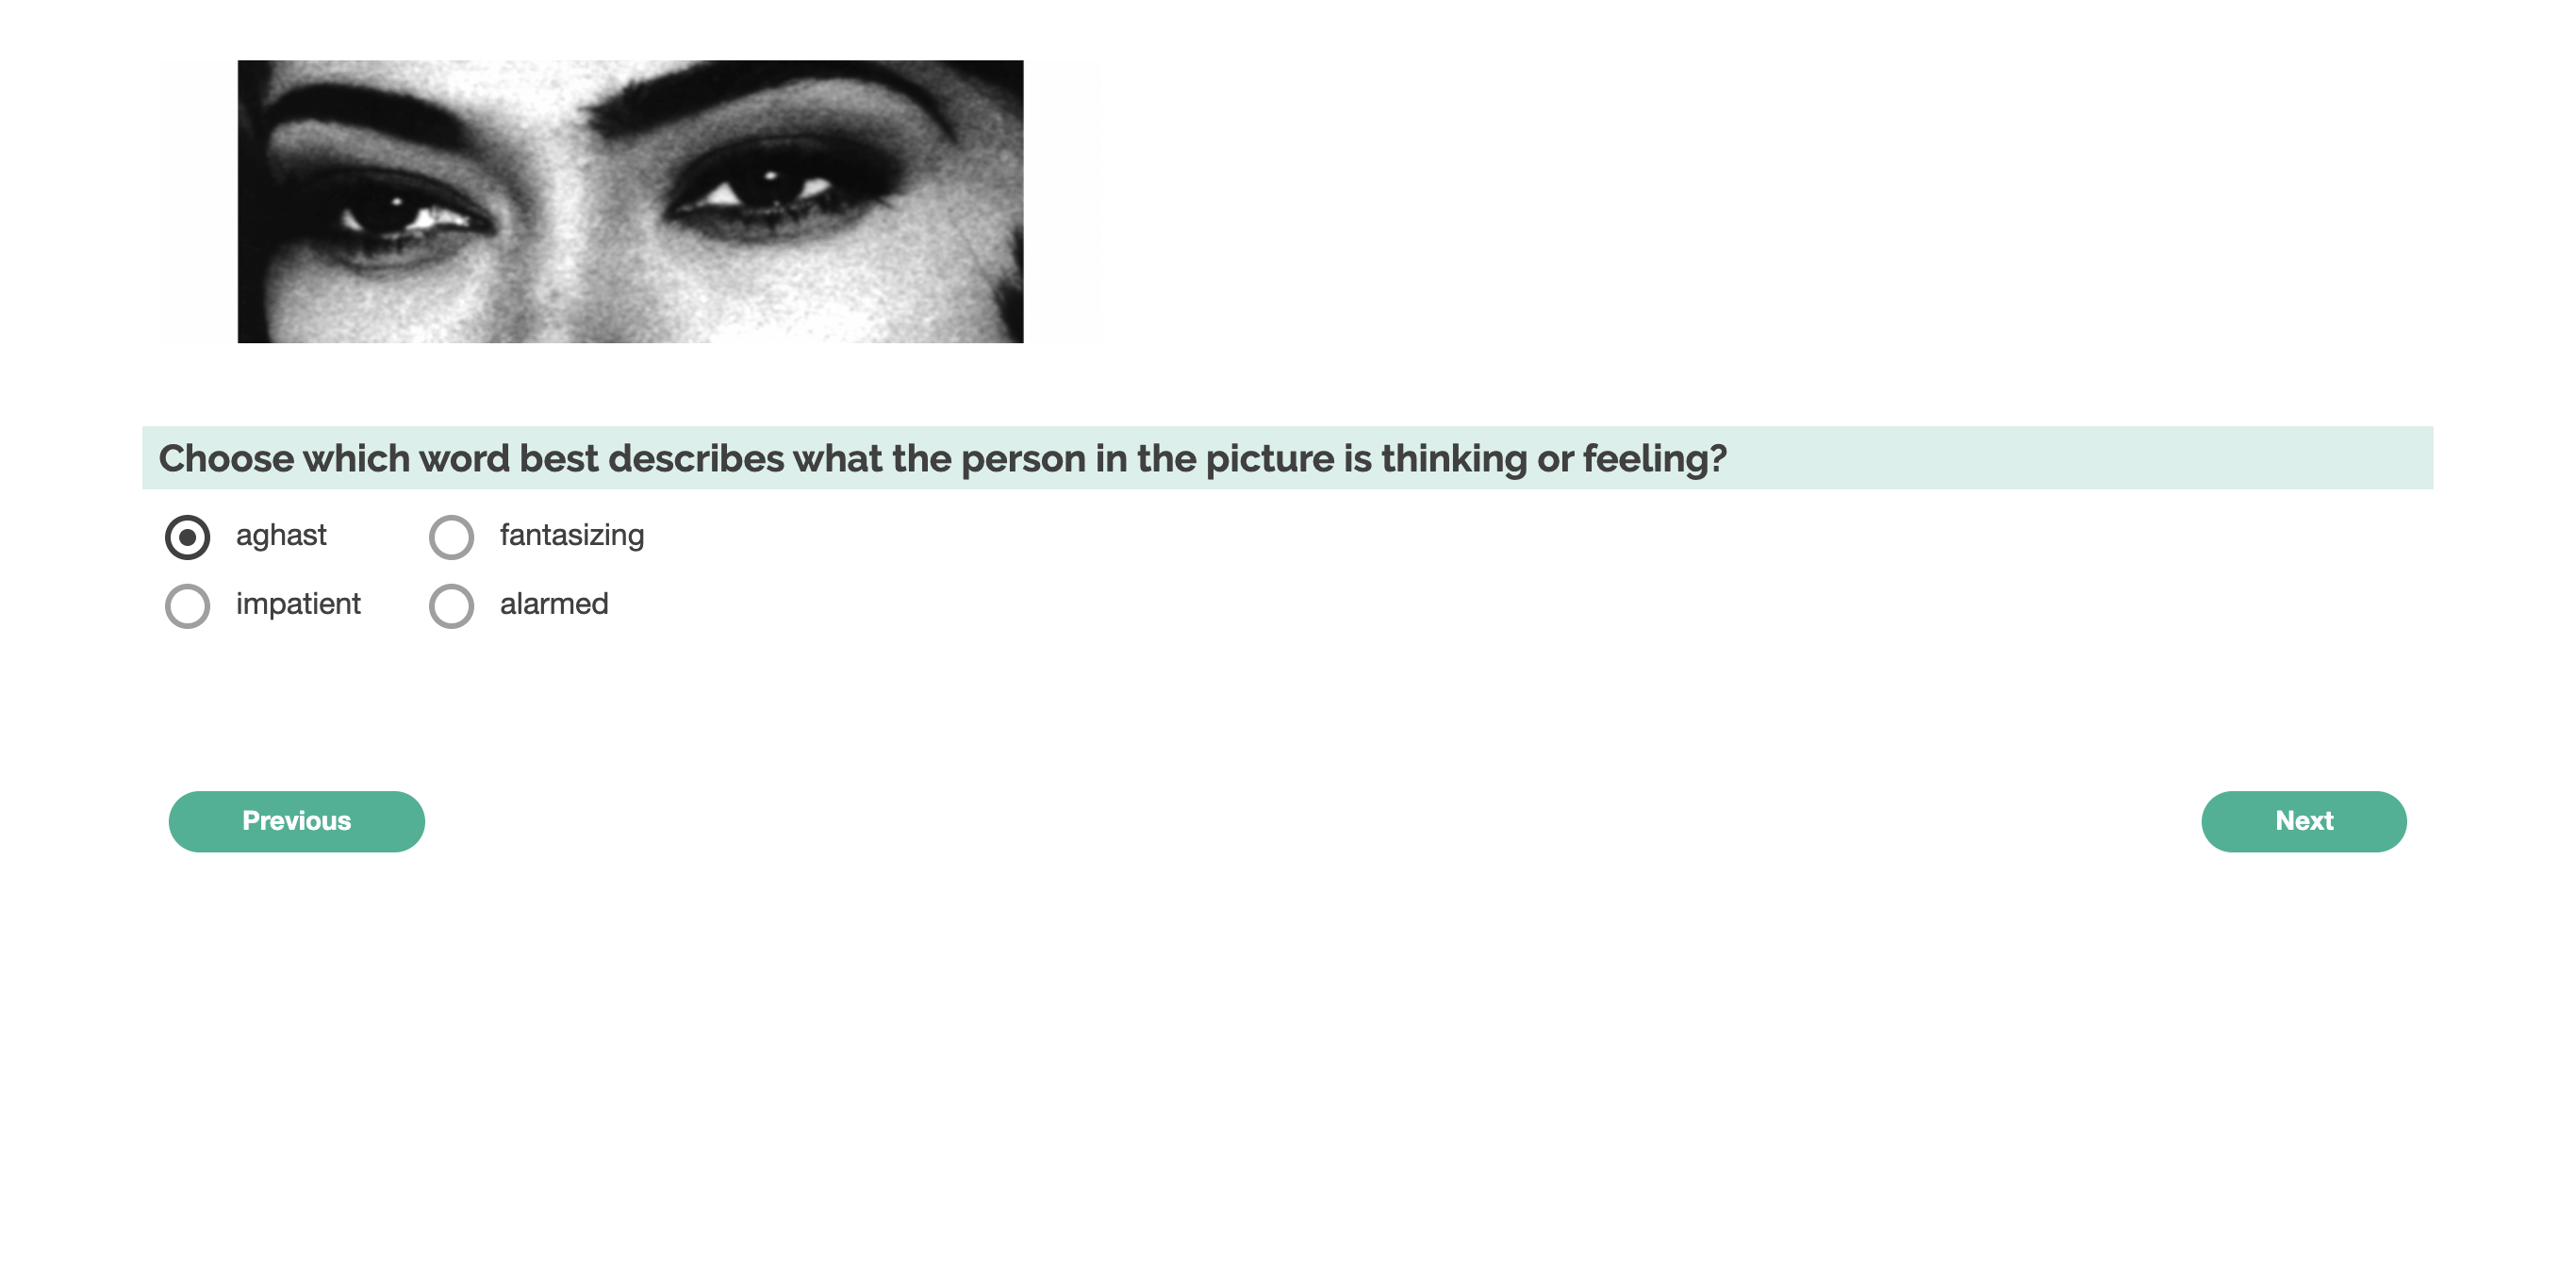 Choose which word best describes what the person in the picture is thinking or feeling?
aghast fantasizing
impatient alarmed
Previous Next